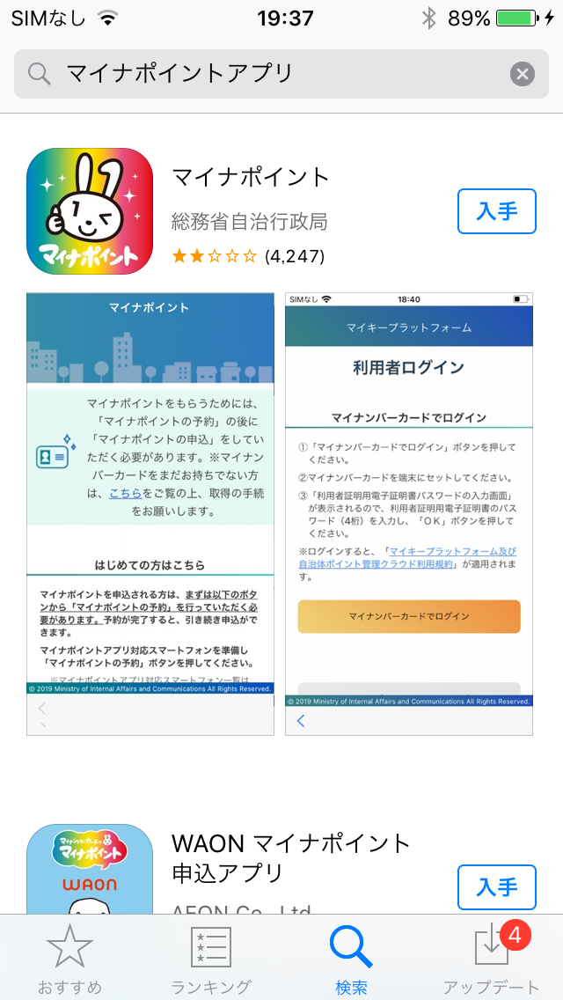 SIMなし 19:37 89%
マイナポイントアプリ
マイナポイント
マイナポイント
総務省自治行政局
(4,247)
入手
マイナポイント
マイナポイントをもらうためには、
「マイナポイントの予約」の後に
「マイナポイントの申込」をしてい
ただく必要があります。※マイナン
バーカードをまだお持ちでない方
は、こちらをご覧の上、取得の手続
をお願いします。
はじめての方はこちら
マイナポイントを申込される方は、まずは以下のボタ
ンから「マイナポイントの予約」を行っていただく必
要があります。予約が完了すると、引き続き申込がで
きます。
マイナポイントアプリ対応スマートフォンを準備し
「マイナポイントの予約」ボタンを押してください。
※マイナポイントアプリ対応スマートフォン一覧は
© 2019 Ministry of Internal Affairs and Communications All Rights Reserved.
SIMなし 18:40
マイキープラットフォーム
利用者ログイン
マイナンバーカードでログイン
①「マイナンバーカードでログイン」ボタンを押して
ください。
②マイナンバーカードを端末にセットしてください。
③「利用者証明用電子証明書パスワードの入力画面」
が表示されるので、利用者証明用電子証明書のパス
ワード（4桁）を入力し、「ＯＫ」ボタンを押して
ください。
※ログインすると、「マイキープラットフォーム及び
自治体ポイント管理クラウド利用規約」が適用されま
す。
マイナンバーカードでログイン
© 2019 Ministry of Internal Affairs and Communications All Rights Reserved.
マイナンバーカードで
マイナポイント
WAON
WAON マイナポイント
申込アプリ
AEON Co., Ltd.
入手
4
おすすめ ランキング 検索 アップデート